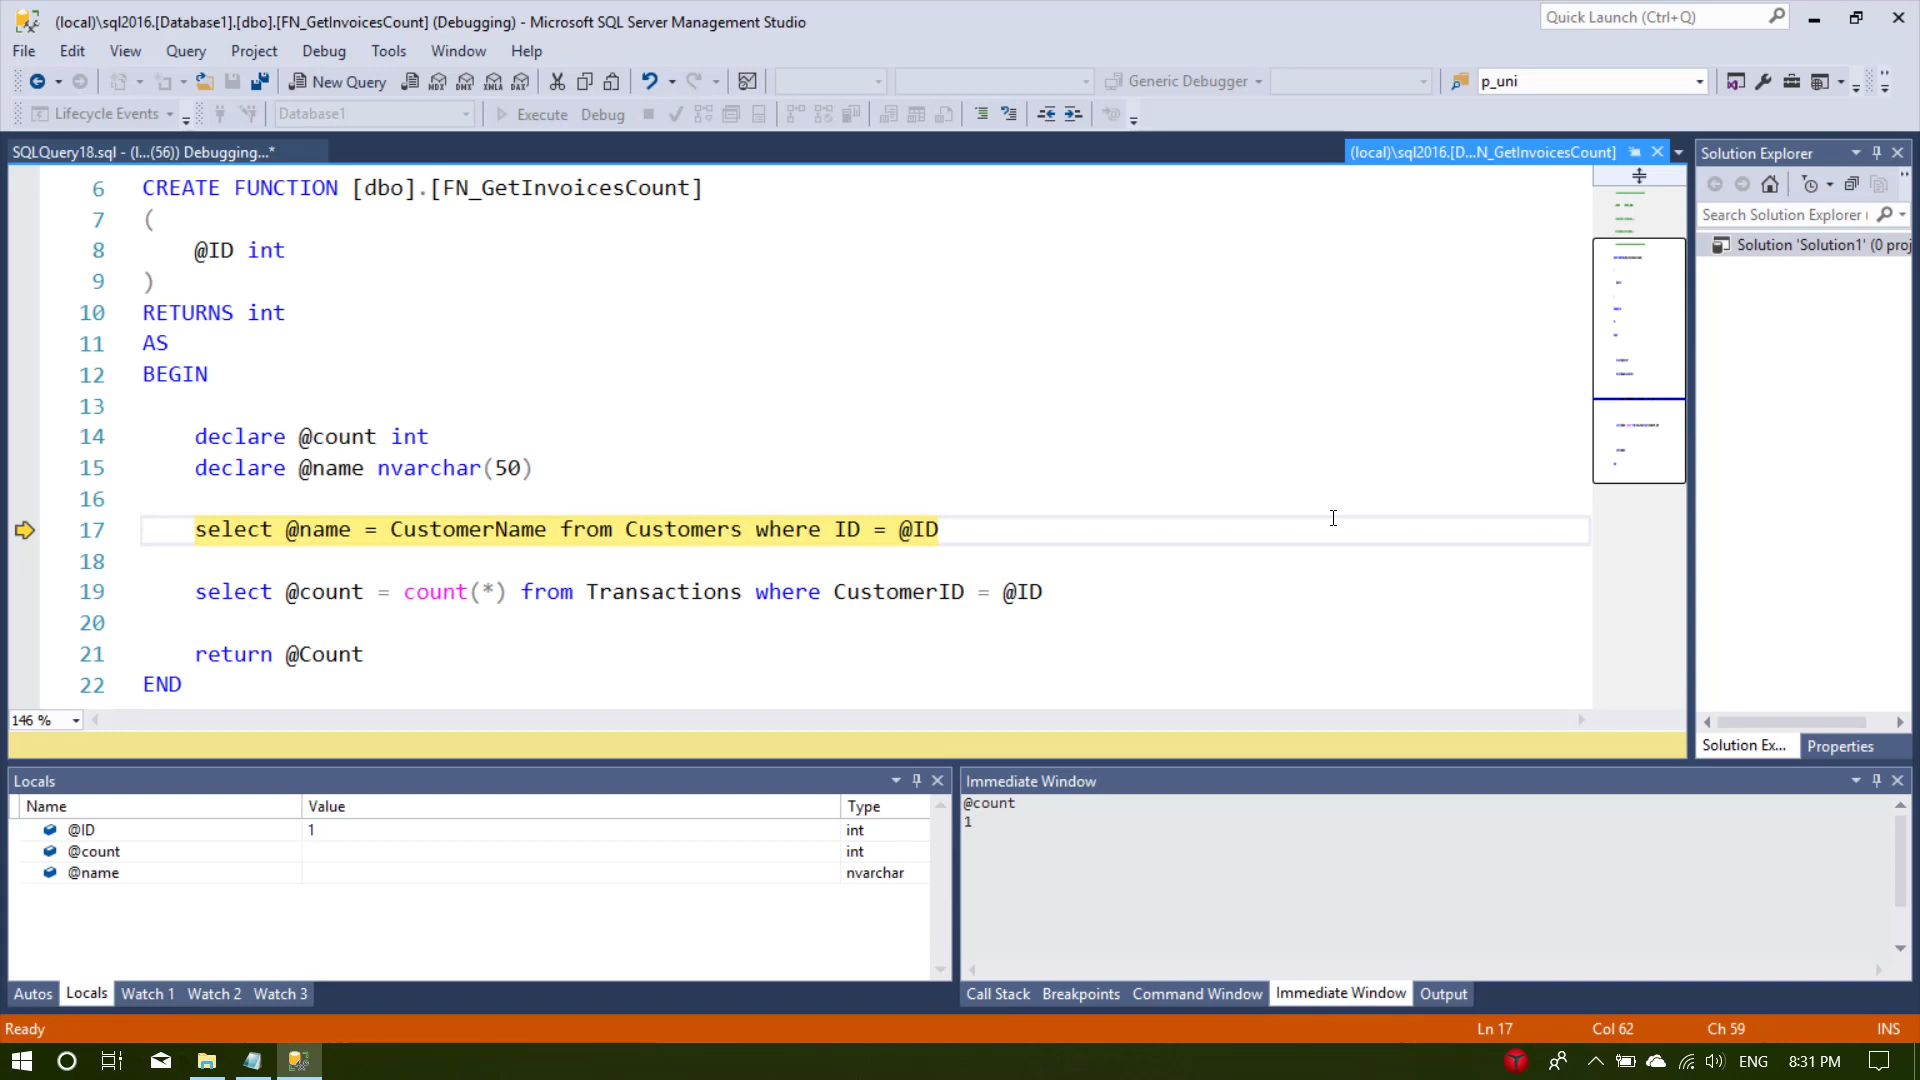 (local)\sql2016.[Database1].[dbo].[FN_GetInvoicesCount] (Debugging) - Microsoft SQL Server Management Studio
Quick Launch (Ctrl+Q)
File Edit View Query Project Debug Tools Window Help
New Query
MDX DMX XMLA DAX
Generic Debugger
p_uni
Lifecycle Events
Database1
Execute Debug
SQLQuery18.sql - (l...(56)) Debugging...*
(local)\sql2016.[D...N_GetInvoicesCount]
6 CREATE FUNCTION [dbo].[FN_GetInvoicesCount]
7 (
8 @ID int
9 )
10 RETURNS int
11 AS
12 BEGIN
13
14 declare @count int
15 declare @name nvarchar(50)
16
17 select @name = CustomerName from Customers where ID = @ID
18
19 select @count = count(*) from Transactions where CustomerID = @ID
20
21 return @Count
22 END
146 %
Solution Explorer
Search Solution Explorer (
Solution 'Solution1' (0 proj
Solution Ex... Properties
Locals
Name Value Type
@ID 1 int
@count int
@name nvarchar
Autos Locals Watch 1 Watch 2 Watch 3
Immediate Window
@count
1
Call Stack Breakpoints Command Window Immediate Window Output
Ready Ln 17 Col 62 Ch 59 INS
ENG 8:31 PM